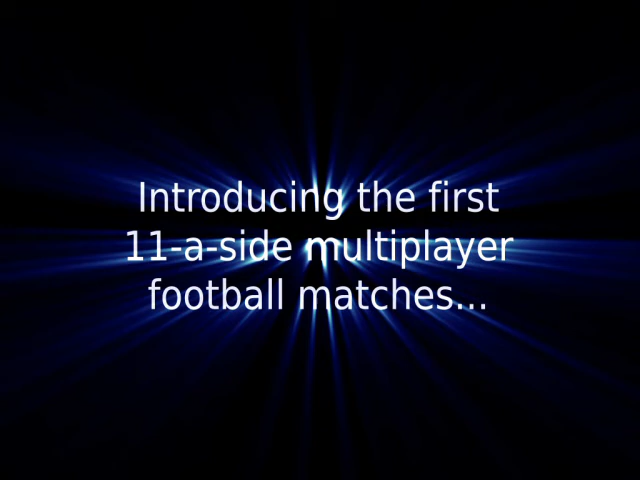 Introducing the first
11-a-side multiplayer
football matches...